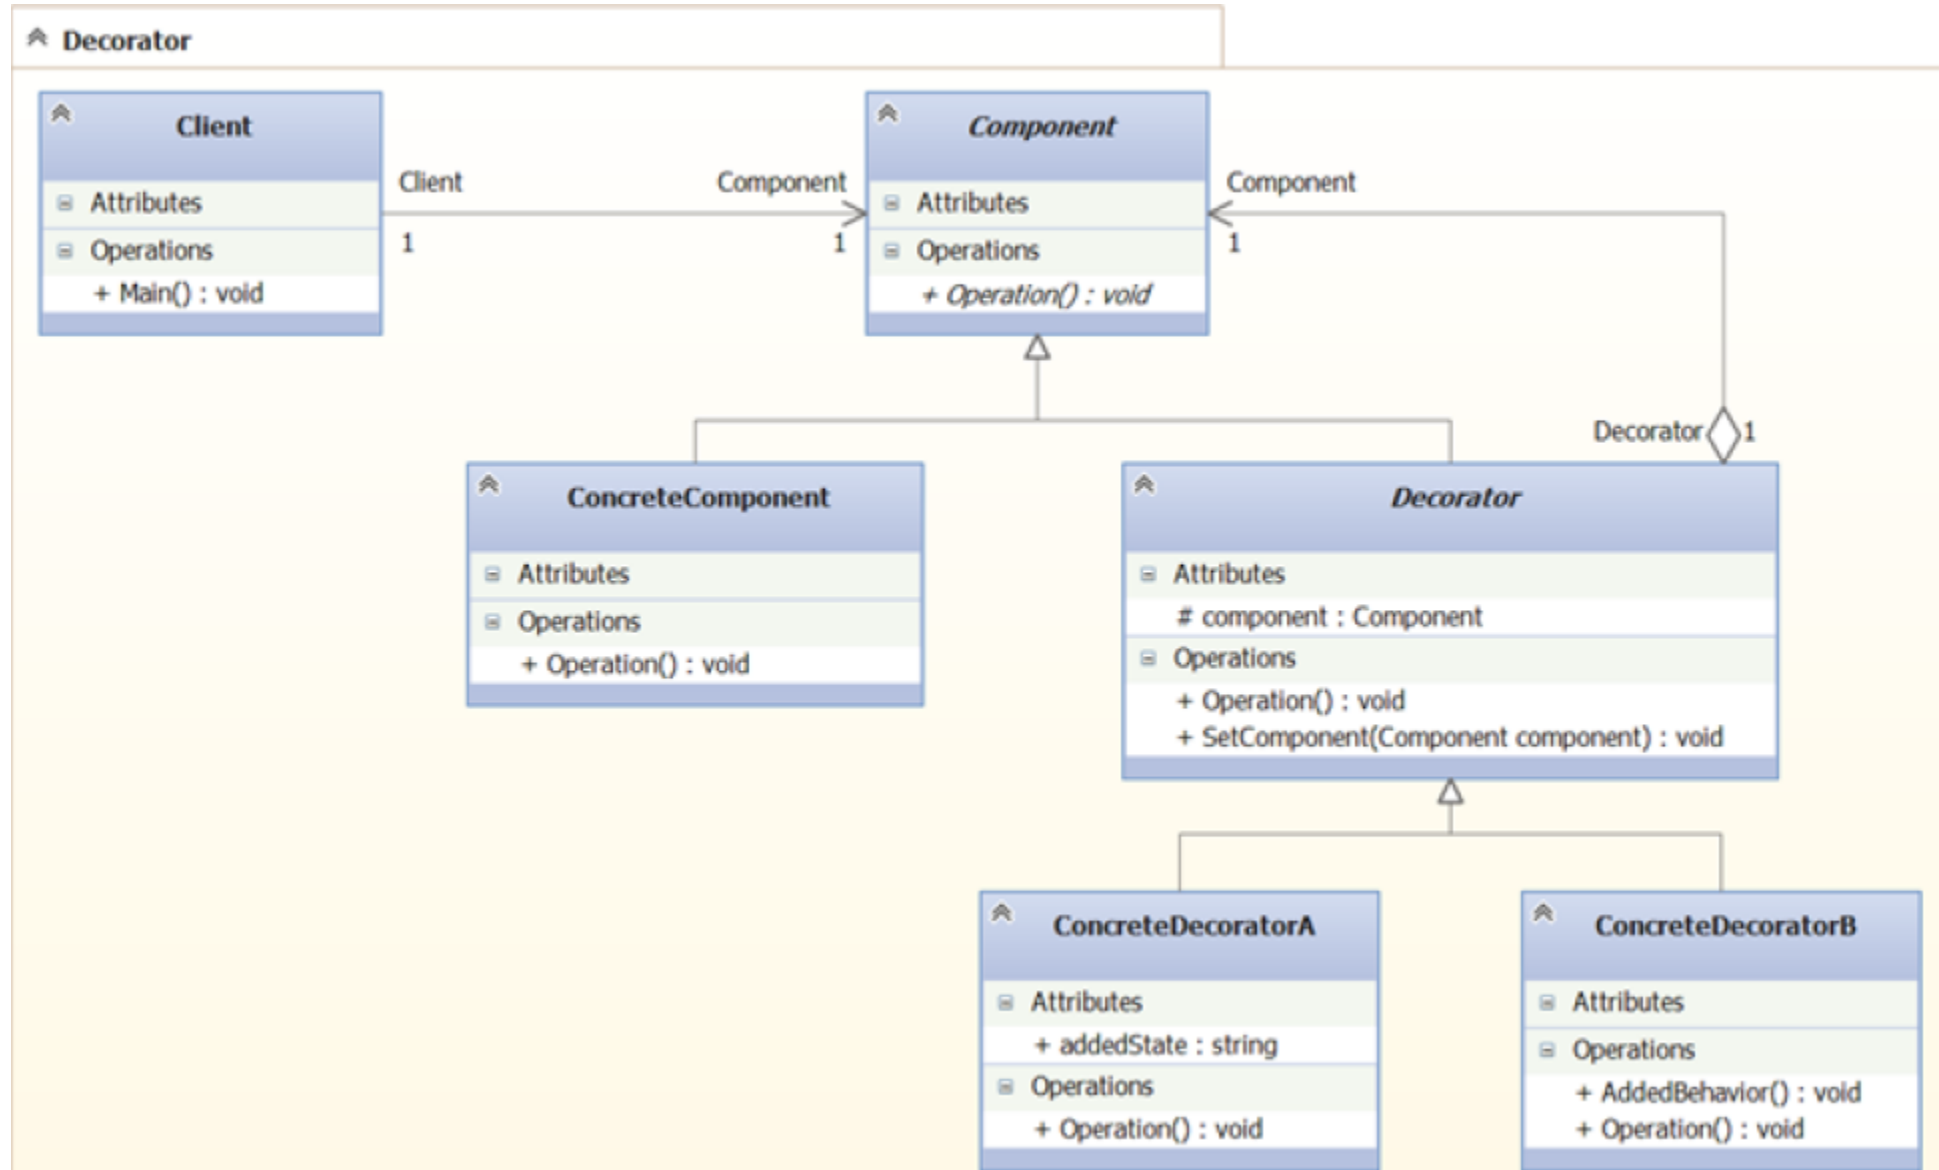 Decorator
Client
Attributes
Operations
+ Main() : void
Client
1
Component
1
Component
Attributes
Operations
+ Operation() : void
Component
1
Decorator
1
ConcreteComponent
Attributes
Operations
+ Operation() : void
Decorator
Attributes
# component : Component
Operations
+ Operation() : void
+ SetComponent(Component component) : void
ConcreteDecoratorA
Attributes
+ addedState : string
Operations
+ Operation() : void
ConcreteDecoratorB
Attributes
Operations
+ AddedBehavior() : void
+ Operation() : void